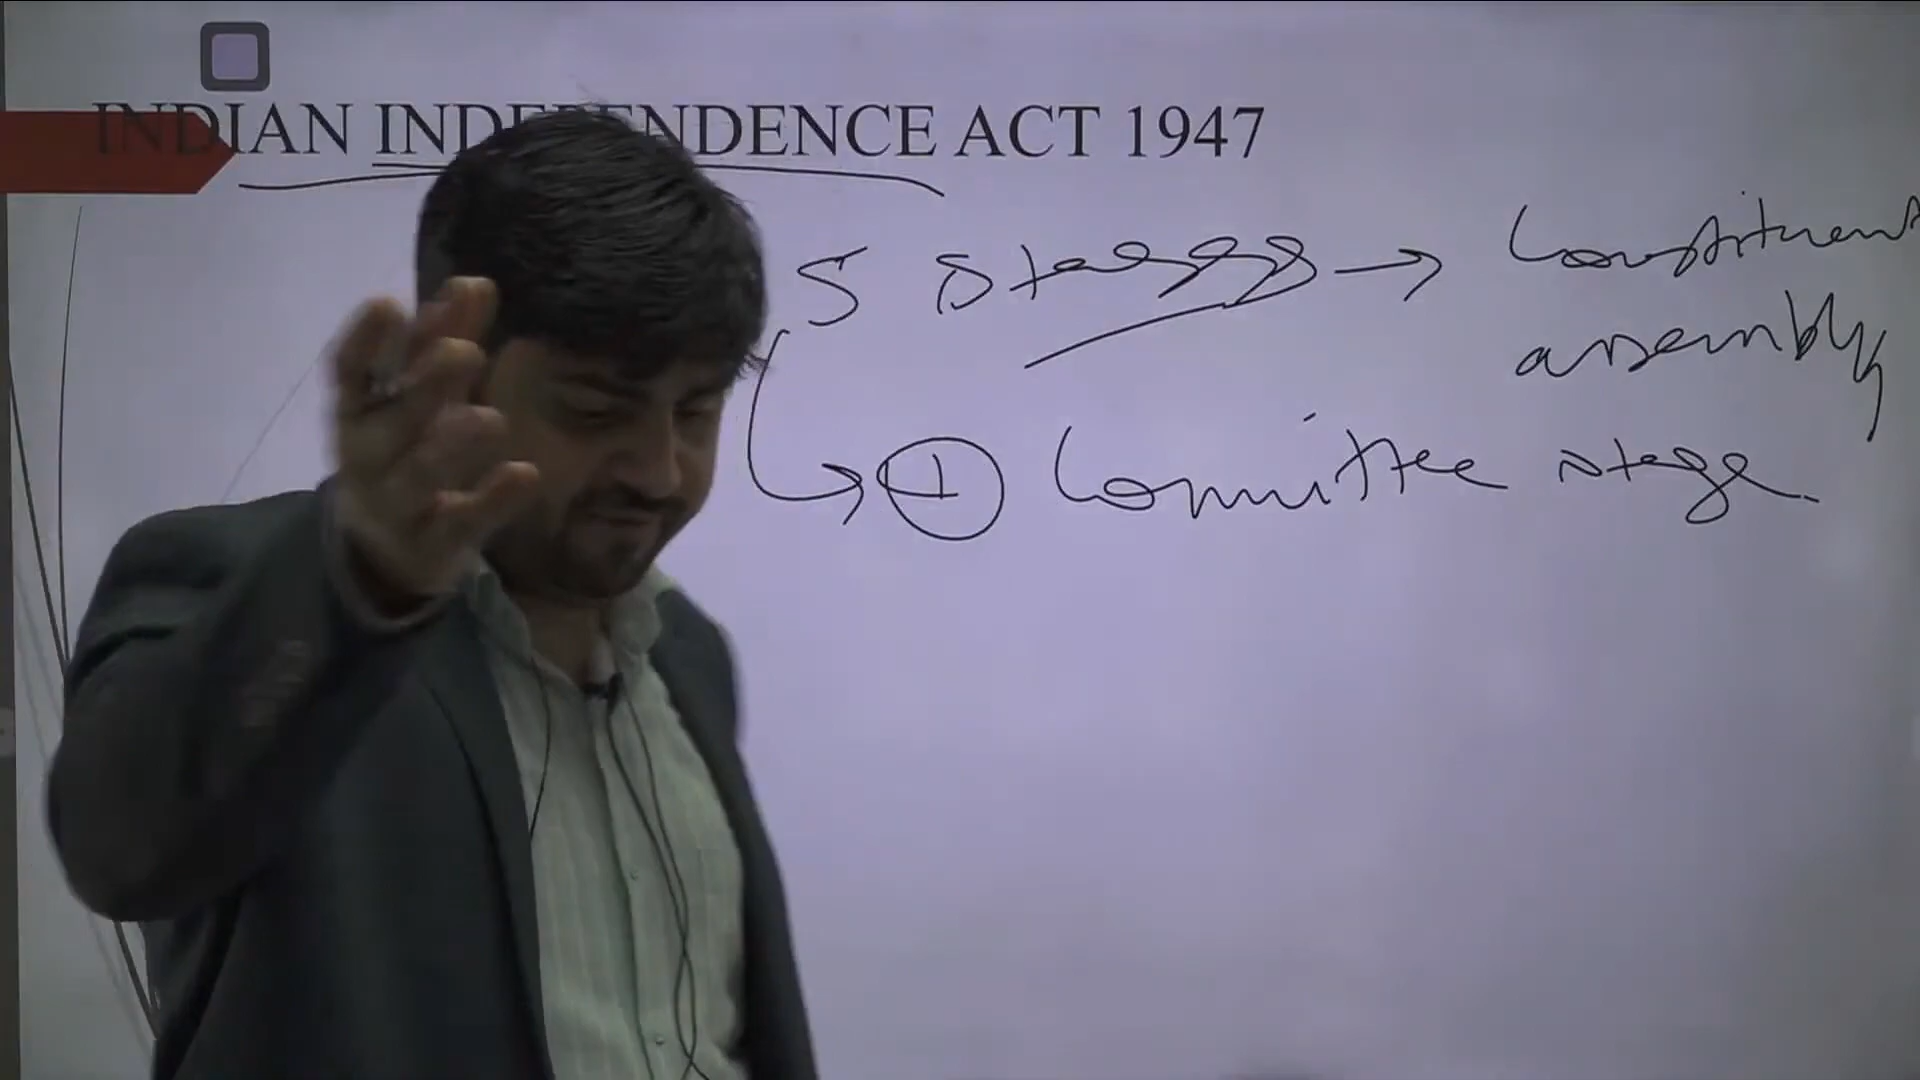 INDIAN INDEPENDENCE ACT 1947
5 stages → Constituent
assembly
① Committee stage